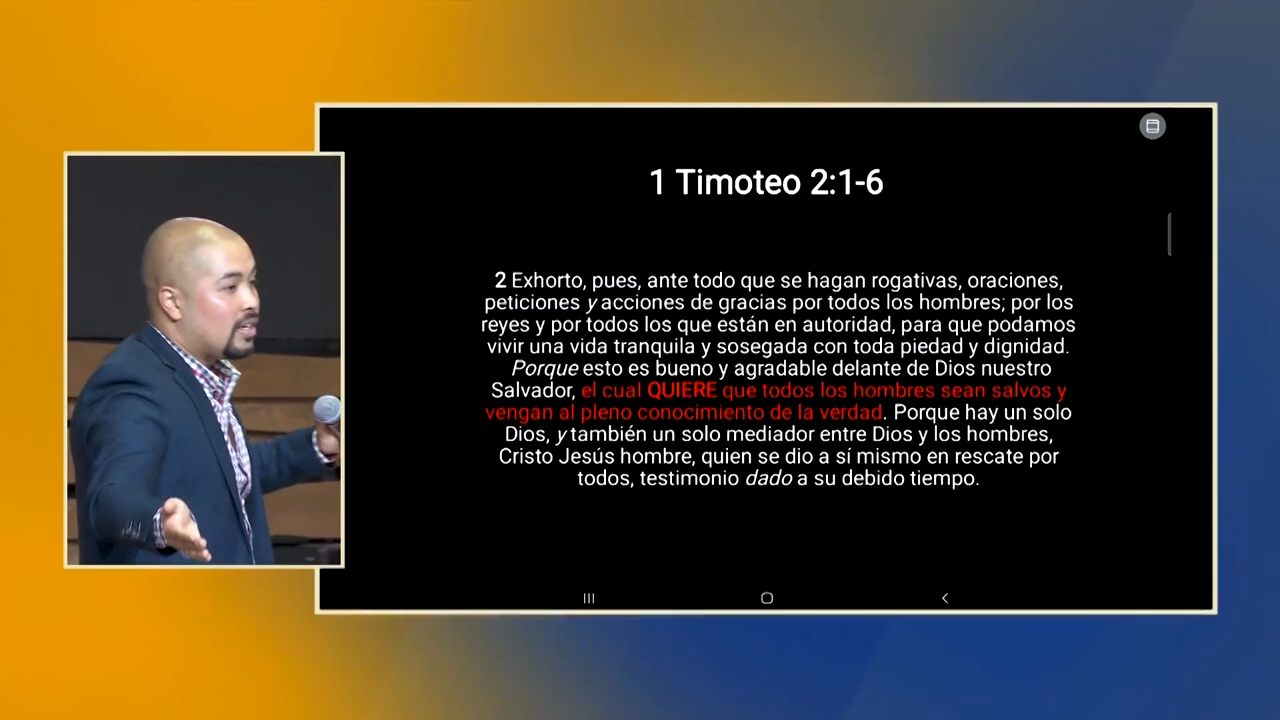 1 Timoteo 2:1-6
2 Exhorto, pues, ante todo que se hagan rogativas, oraciones,
peticiones y acciones de gracias por todos los hombres; por los
reyes y por todos los que están en autoridad, para que podamos
vivir una vida tranquila y sosegada con toda piedad y dignidad.
Porque esto es bueno y agradable delante de Dios nuestro
Salvador, el cual QUIERE que todos los hombres sean salvos y
vengan al pleno conocimiento de la verdad. Porque hay un solo
Dios, y también un solo mediador entre Dios y los hombres,
Cristo Jesús hombre, quien se dio a sí mismo en rescate por
todos, testimonio dado a su debido tiempo.